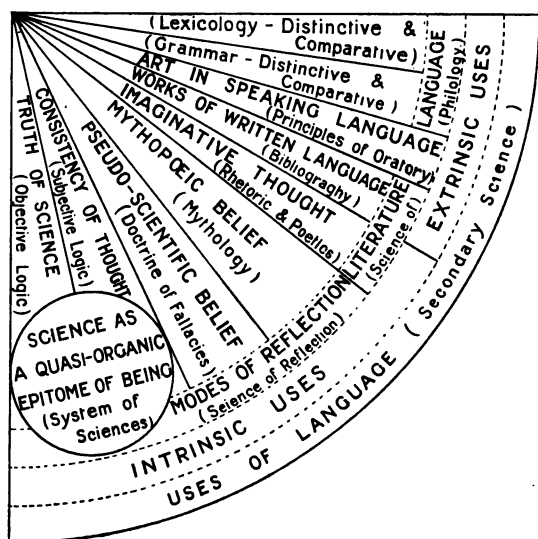 (Lexicology - Distinctive & Comparative)
(Grammar - Distinctive & Comparative)
LANGUAGE
(Philology)
ART IN SPEAKING LANGUAGE
(Principles of Oratory)
WORKS OF WRITTEN LANGUAGE
(Bibliograghy)
IMAGINATIVE THOUGHT
(Rhetoric & Poetics)
LITERATURE
(Science of)
MYTHOPŒIC BELIEF
(Mythology)
PSEUDO-SCIENTIFIC BELIEF
(Doctrine of Fallacies)
CONSISTENCY OF THOUGHT
(Subjective Logic)
TRUTH OF SCIENCE
(Objective Logic)
SCIENCE AS
A QUASI-ORGANIC
EPITOME OF BEING
(System of
Sciences)
MODES OF REFLECTION
(Science of Reflection)
INTRINSIC USES
EXTRINSIC USES
USES OF LANGUAGE (Secondary Science)